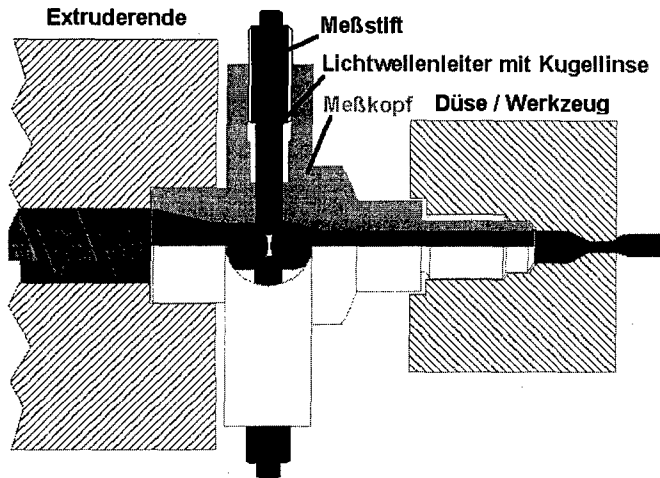 Extruderende
Meßstift
Lichtwellenleiter mit Kugellinse
Meßkopf
Düse / Werkzeug